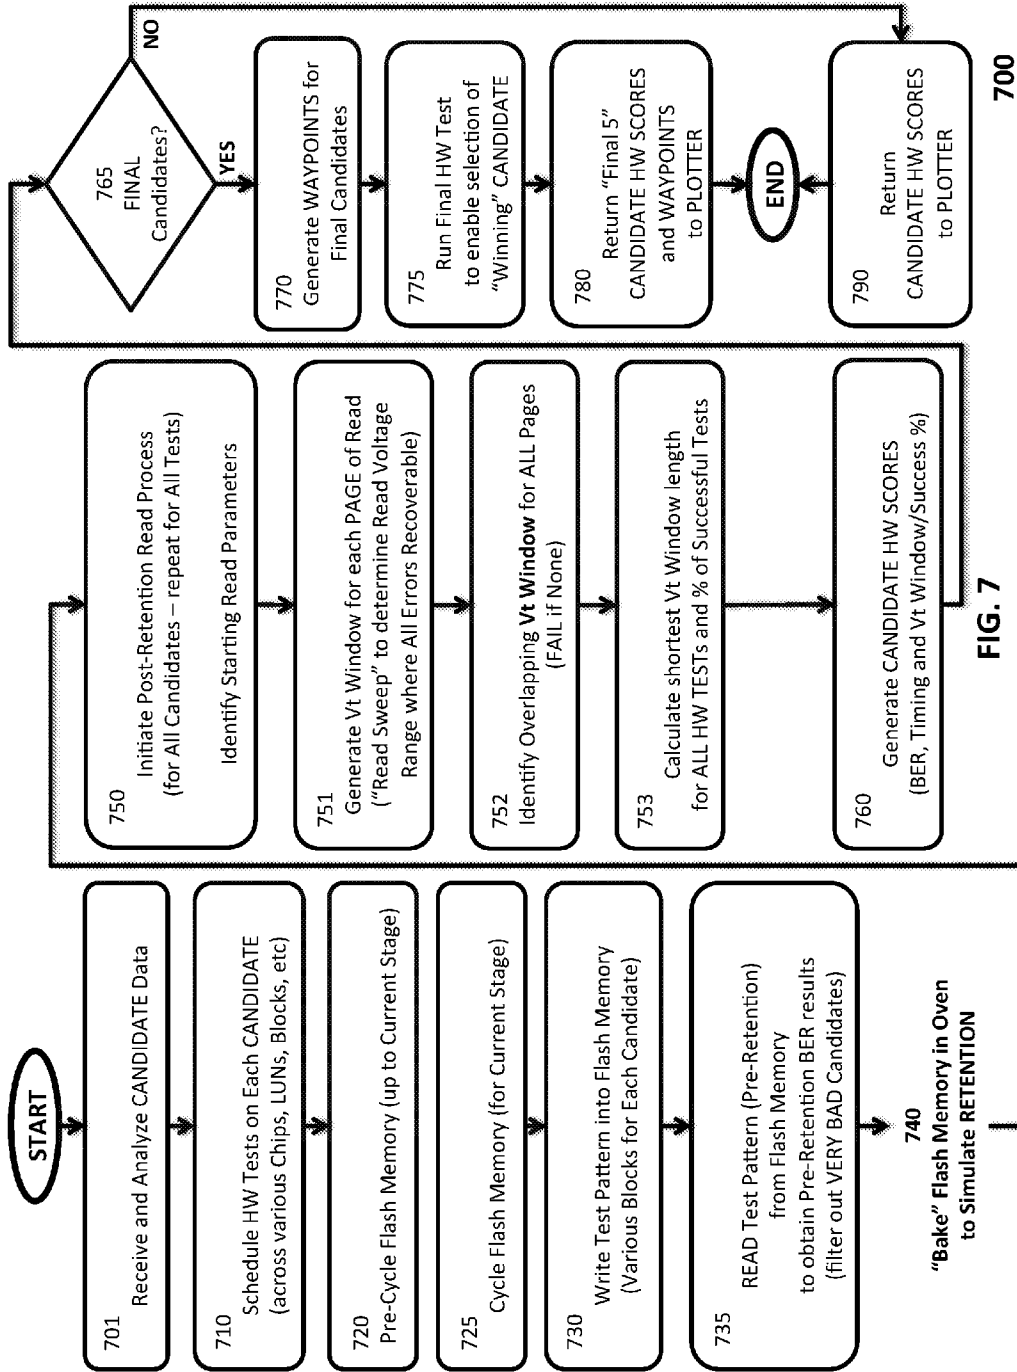 START
701
Receive and Analyze CANDIDATE Data
710
Schedule HW Tests on Each CANDIDATE
(across various Chips, LUNs, Blocks, etc)
720
Pre-Cycle Flash Memory (up to Current Stage)
725
Cycle Flash Memory (for Current Stage)
730
Write Test Pattern into Flash Memory
(Various Blocks for Each Candidate)
735
READ Test Pattern (Pre-Retention)
from Flash Memory
to obtain Pre-Retention BER results
(filter out VERY BAD Candidates)
740
"Bake" Flash Memory in Oven
to Simulate RETENTION
750
Initiate Post-Retention Read Process
(for All Candidates – repeat for All Tests)
Identify Starting Read Parameters
751
Generate Vt Window for each PAGE of Read
("Read Sweep" to determine Read Voltage
Range where All Errors Recoverable)
752
Identify Overlapping Vt Window for ALL Pages
(FAIL if None)
753
Calculate shortest Vt Window length
for ALL HW TESTs and % of Successful Tests
760
Generate CANDIDATE HW SCORES
(BER, Timing and Vt Window/Success %)
765
FINAL
Candidates?
NO
YES
770
Generate WAYPOINTS for
Final Candidates
775
Run Final HW Test
to enable selection of
"Winning" CANDIDATE
780
Return "Final 5"
CANDIDATE HW SCORES
and WAYPOINTS
to PLOTTER
END
790
Return
CANDIDATE HW SCORES
to PLOTTER
FIG. 7
700